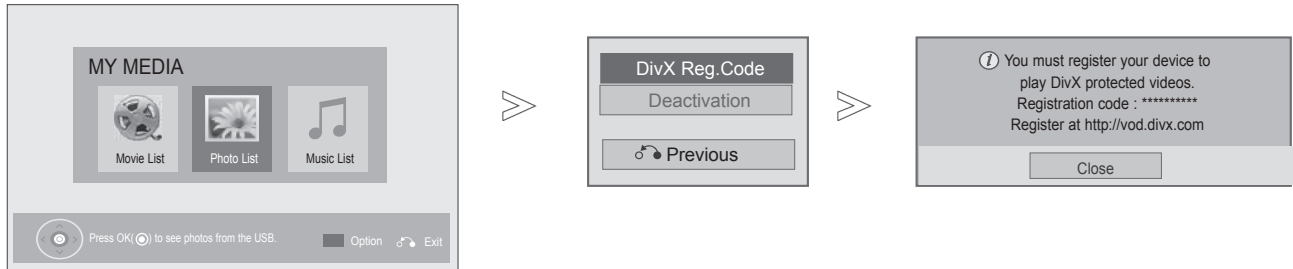 MY MEDIA
Movie List
Photo List
Music List
Press OK(◉) to see photos from the USB.
Option
Exit
DivX Reg.Code
Deactivation
Previous
You must register your device to
play DivX protected videos.
Registration code : **********
Register at http://vod.divx.com
Close